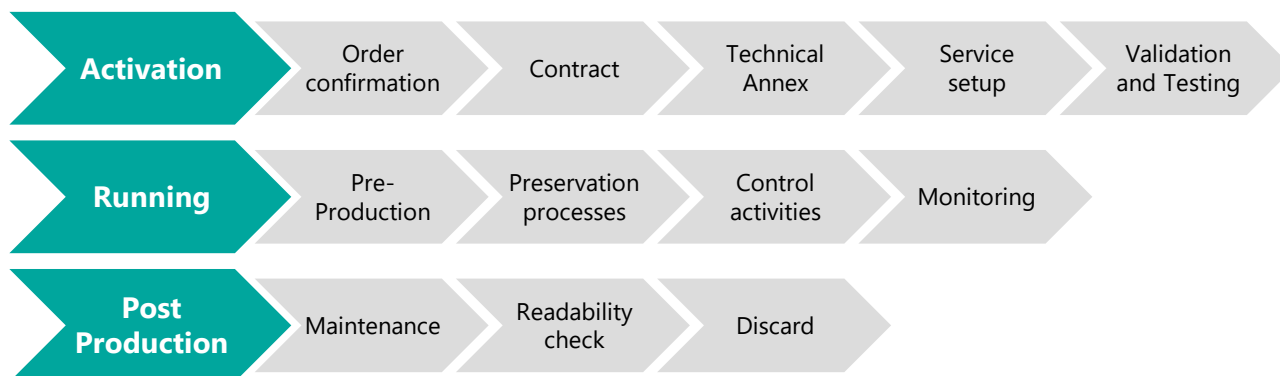 Activation
Order
confirmation
Contract
Technical
Annex
Service
setup
Validation
and Testing
Running
Pre-
Production
Preservation
processes
Control
activities
Monitoring
Post
Production
Maintenance
Readability
check
Discard